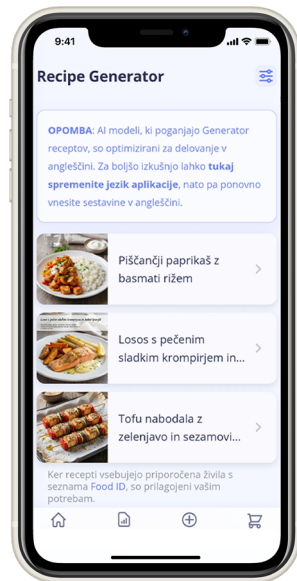 9:41
Recipe Generator
OPOMBA: AI modeli, ki poganjajo Generator
receptov, so optimizirani za delovanje v
angleščini. Za boljšo izkušnjo lahko tukaj
spremenite jezik aplikacije, nato pa ponovno
vnesite sestavine v angleščini.
Piščančji paprikaš z
basmati rižem
Losos s pečenim
sladkim krompirjem in...
Tofu nabodala z
zelenjavo in sezamovi...
Ker recepti vsebujejo priporočena živila s
seznama Food ID, so prilagojeni vašim
potrebam.